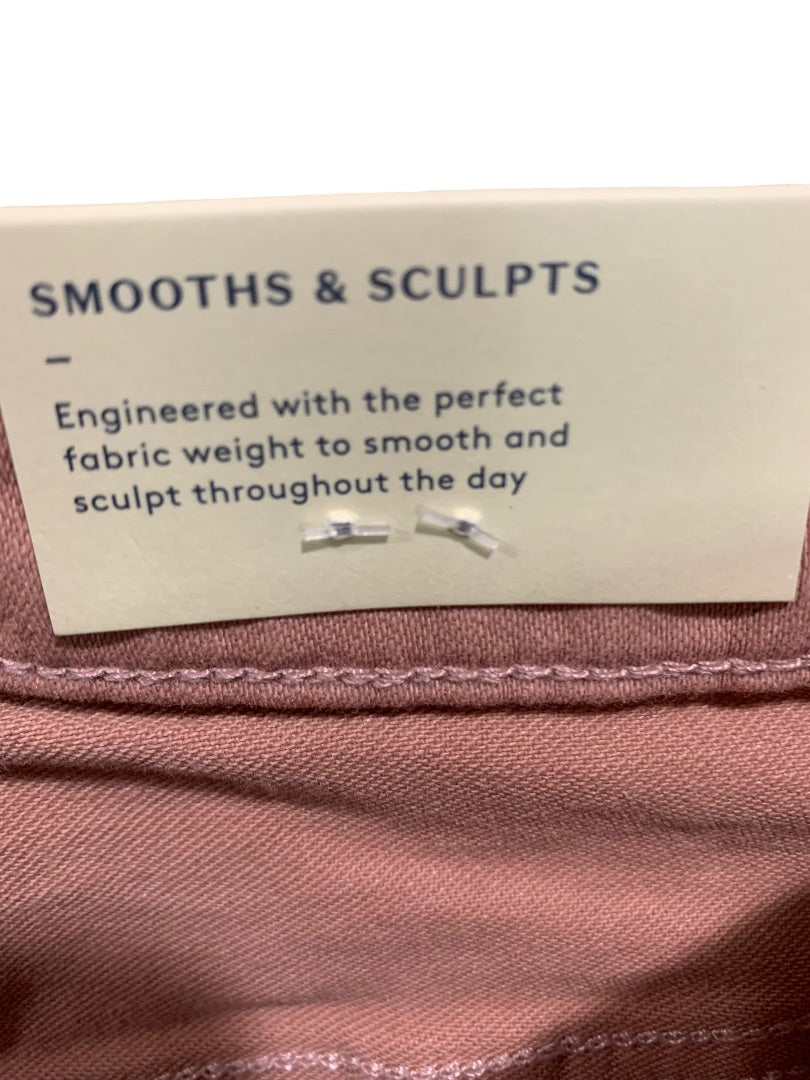 SMOOTHS & SCULPTS
–
Engineered with the perfect
fabric weight to smooth and
sculpt throughout the day